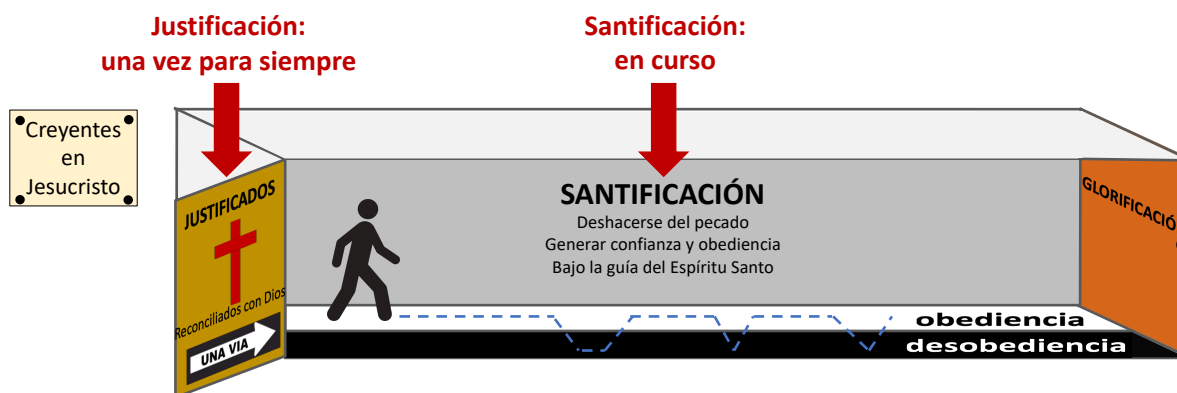 Justificación:
una vez para siempre
Santificación:
en curso
Creyentes
en
Jesucristo
JUSTIFICADOS
Reconciliados con Dios
UNA VIA
SANTIFICACIÓN
Deshacerse del pecado
Generar confianza y obediencia
Bajo la guía del Espíritu Santo
obediencia
desobediencia
GLORIFICACIÓ